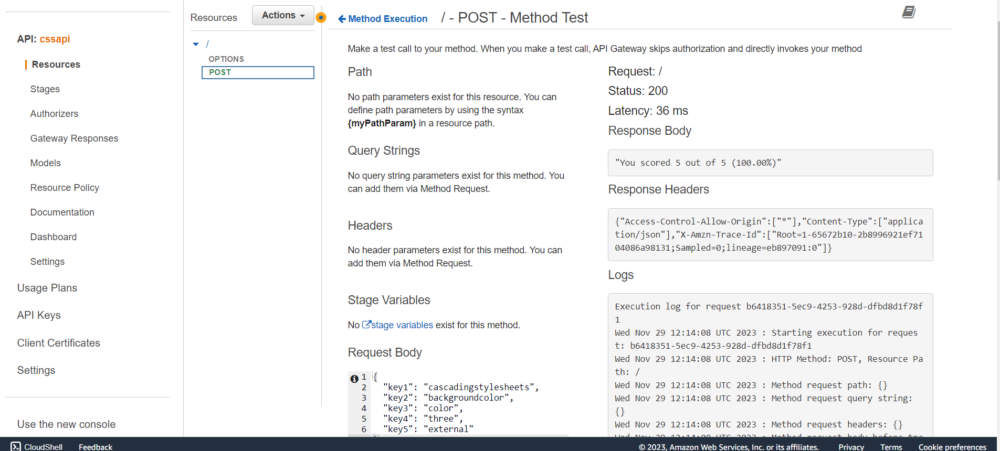 API: cssapi
Resources
Stages
Authorizers
Gateway Responses
Models
Resource Policy
Documentation
Dashboard
Settings
Usage Plans
API Keys
Client Certificates
Settings
Use the new console
Resources
Actions
/
OPTIONS
POST
Method Execution
/ - POST - Method Test
Make a test call to your method. When you make a test call, API Gateway skips authorization and directly invokes your method
Path
No path parameters exist for this resource. You can
define path parameters by using the syntax
{myPathParam} in a resource path.
Query Strings
No query string parameters exist for this method. You
can add them via Method Request.
Headers
No header parameters exist for this method. You can
add them via Method Request.
Stage Variables
No stage variables exist for this method.
Request Body
1 {
2 "key1": "cascadingstylesheets",
3 "key2": "backgroundcolor",
4 "key3": "color",
5 "key4": "three",
6 "key5": "external"
Request: /
Status: 200
Latency: 36 ms
Response Body
"You scored 5 out of 5 (100.00%)"
Response Headers
{"Access-Control-Allow-Origin":["*"],"Content-Type":["applica
tion/json"],"X-Amzn-Trace-Id":["Root=1-65672b10-2b8996921ef71
04086a98131;Sampled=0;lineage=eb897091:0"]}
Logs
Execution log for request b6418351-5ec9-4253-928d-dfbd8d1f78f
1
Wed Nov 29 12:14:08 UTC 2023 : Starting execution for reques
t: b6418351-5ec9-4253-928d-dfbd8d1f78f1
Wed Nov 29 12:14:08 UTC 2023 : HTTP Method: POST, Resource Pa
th: /
Wed Nov 29 12:14:08 UTC 2023 : Method request path: {}
Wed Nov 29 12:14:08 UTC 2023 : Method request query string:
{}
Wed Nov 29 12:14:08 UTC 2023 : Method request headers: {}
Wed Nov 29 12:14:08 UTC 2023 : Method request body before tra
CloudShell
Feedback
© 2023, Amazon Web Services, Inc. or its affiliates.
Privacy
Terms
Cookie preferences